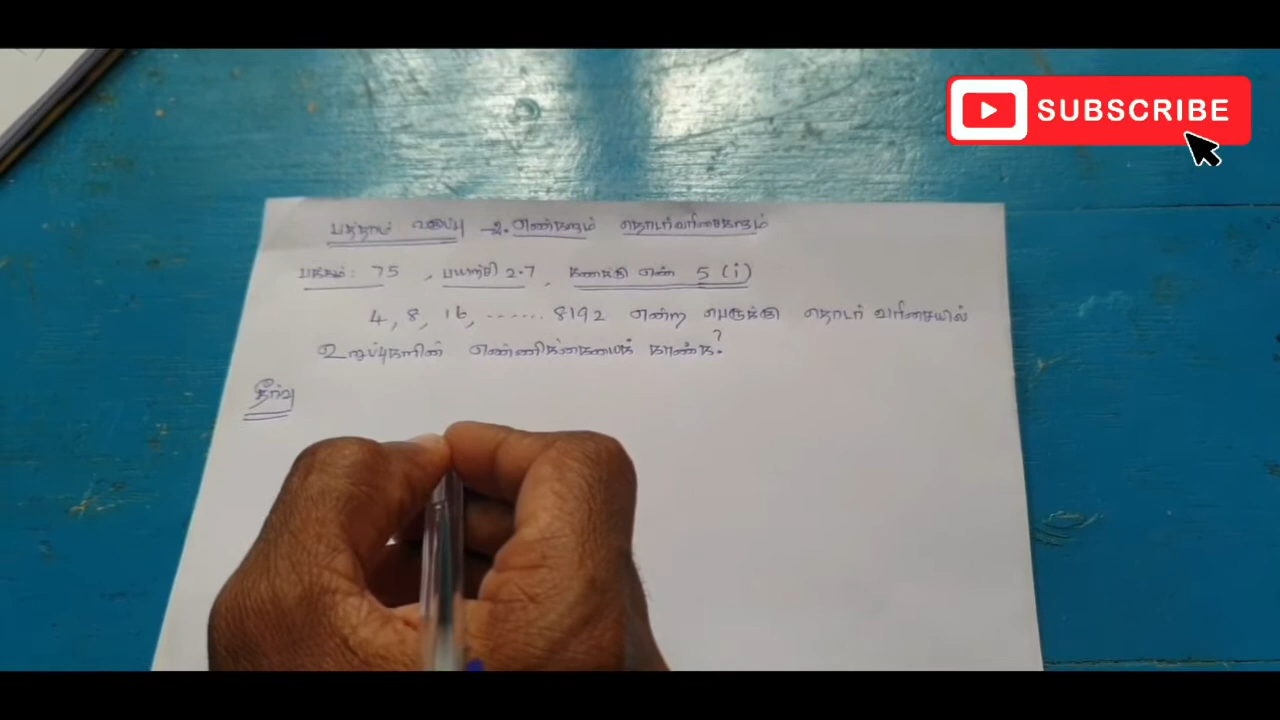 SUBSCRIBE
பத்தாம் வகுப்பு → 2. எண்களும் தொடர்வரிசைகளும்
பக்கம்: 75, பயிற்சி 2.7, கணக்கு எண் 5 (i)
4, 8, 16, ...... 8192 என்ற பெருக்கு தொடர் வரிசையில்
உறுப்புகளின் எண்ணிக்கையைக் காண்க?
தீர்வு